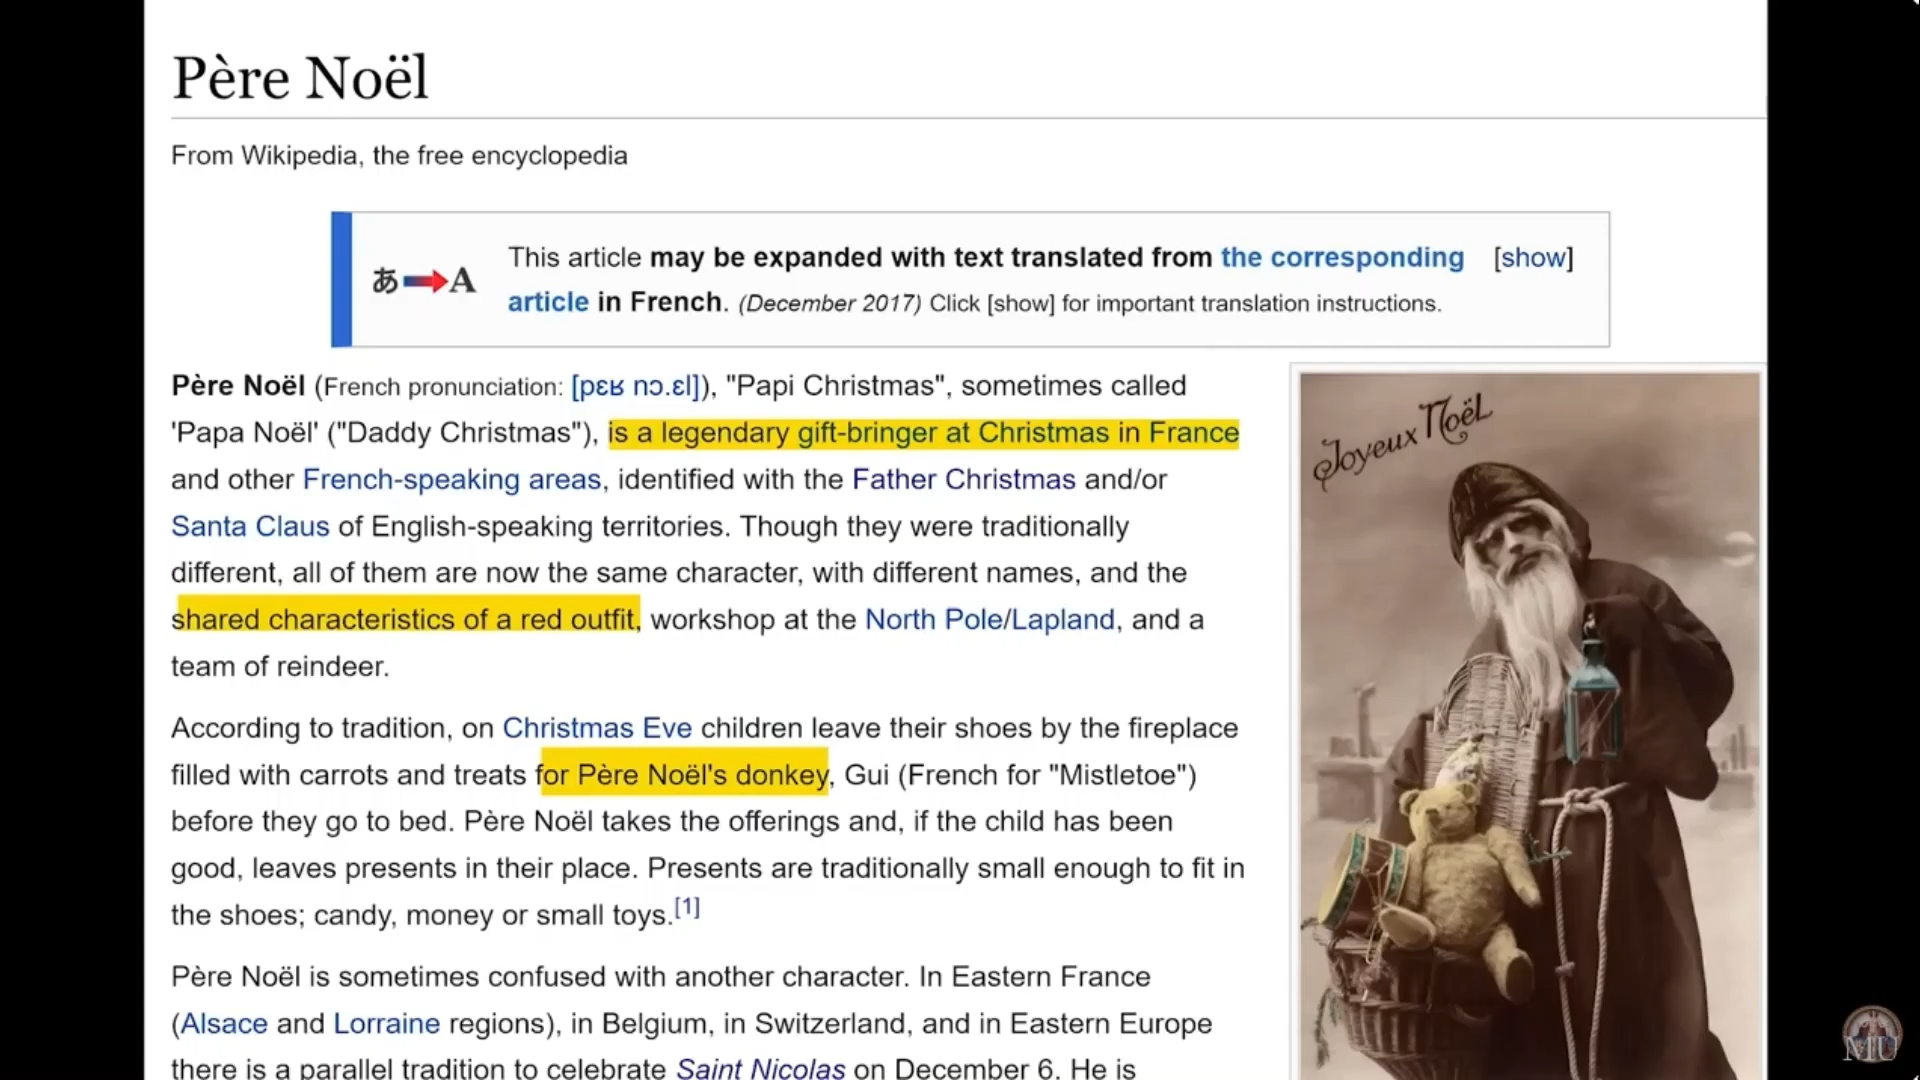 Père Noël
From Wikipedia, the free encyclopedia
あ A
This article may be expanded with text translated from the corresponding [show]
article in French. (December 2017) Click [show] for important translation instructions.
Père Noël (French pronunciation: [pɛʁ nɔ.ɛl]), "Papi Christmas", sometimes called
'Papa Noël' ("Daddy Christmas"), is a legendary gift-bringer at Christmas in France
and other French-speaking areas, identified with the Father Christmas and/or
Santa Claus of English-speaking territories. Though they were traditionally
different, all of them are now the same character, with different names, and the
shared characteristics of a red outfit, workshop at the North Pole/Lapland, and a
team of reindeer.
According to tradition, on Christmas Eve children leave their shoes by the fireplace
filled with carrots and treats for Père Noël's donkey, Gui (French for "Mistletoe")
before they go to bed. Père Noël takes the offerings and, if the child has been
good, leaves presents in their place. Presents are traditionally small enough to fit in
the shoes; candy, money or small toys.[1]
Père Noël is sometimes confused with another character. In Eastern France
(Alsace and Lorraine regions), in Belgium, in Switzerland, and in Eastern Europe
there is a parallel tradition to celebrate Saint Nicolas on December 6. He is
Joyeux Noël
MU